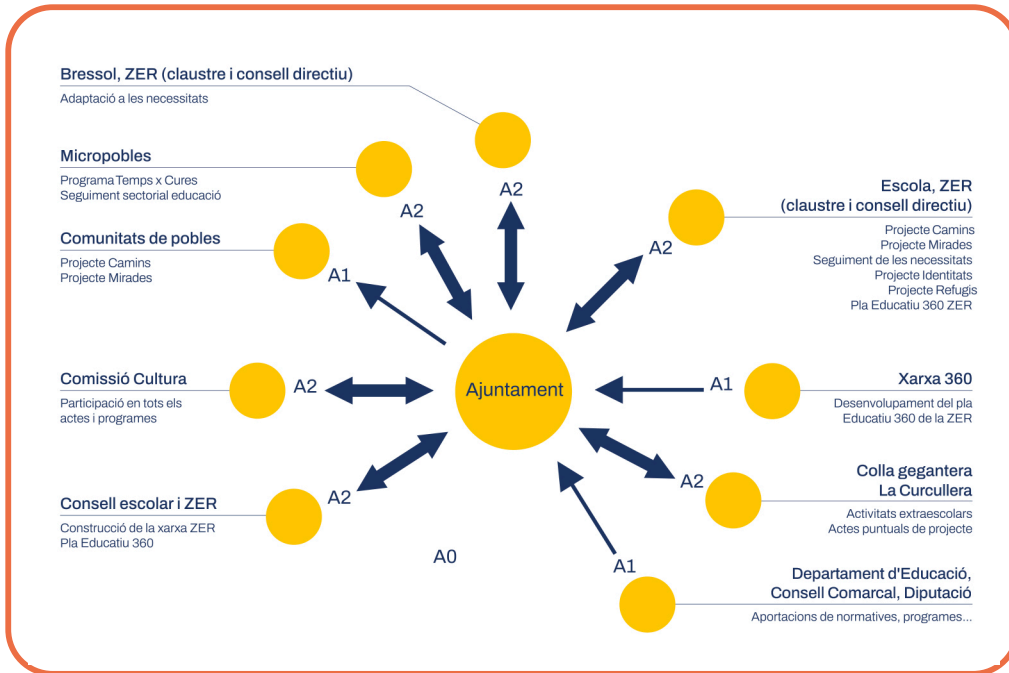 Bressol, ZER (claustre i consell directiu)
Adaptació a les necessitats
Micropobles
Programa Temps x Cures
Seguiment sectorial educació
A2
A2
Comunitats de pobles
Projecte Camins
Projecte Mirades
A1
Escola, ZER
(claustre i consell directiu)
Projecte Camins
Projecte Mirades
Seguiment de les necessitats
Projecte Identitats
Projecte Refugis
Pla Educatiu 360 ZER
A2
Comissió Cultura
Participació en tots els
actes i programes
A2
Ajuntament
A1
Xarxa 360
Desenvolupament del pla
Educatiu 360 de la ZER
Consell escolar i ZER
Construcció de la xarxa ZER
Pla Educatiu 360
A2
A2
Colla gegantera
La Curcullera
Activitats extraescolars
Actes puntuals de projecte
A0
A1
Departament d'Educació,
Consell Comarcal, Diputació
Aportacions de normatives, programes...